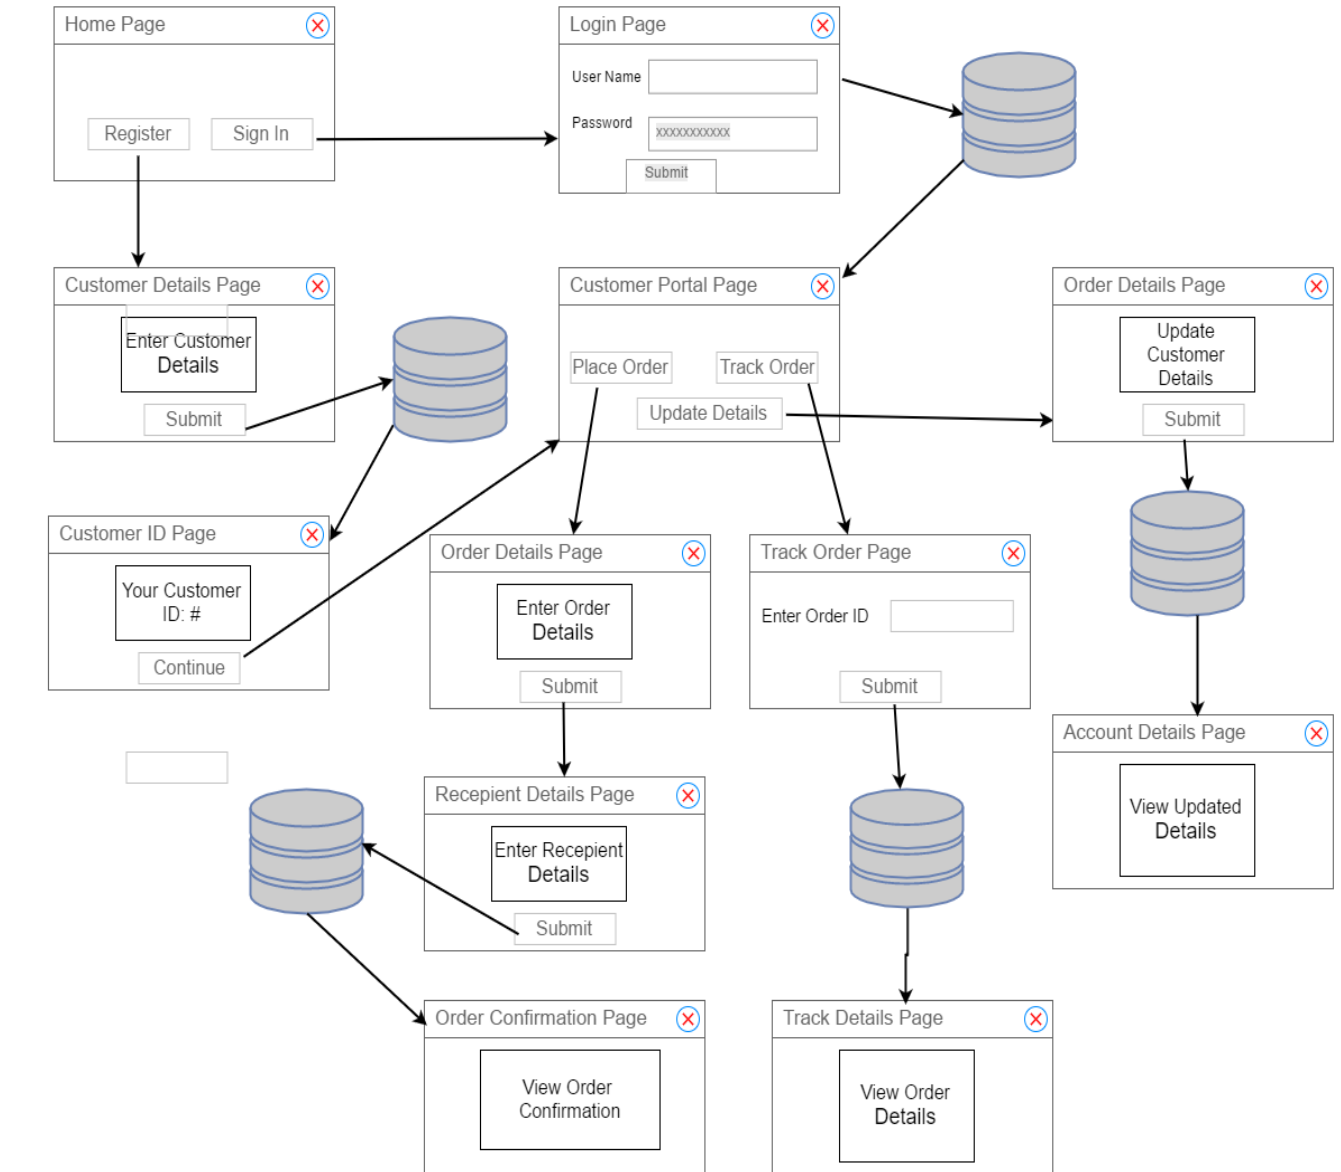 Home Page
Register
Sign In
Login Page
User Name
Password
xxxxxxxxxxx
Submit
Customer Details Page
Enter Customer
Details
Submit
Customer Portal Page
Place Order
Track Order
Update Details
Order Details Page
Update
Customer
Details
Submit
Customer ID Page
Your Customer
ID: #
Continue
Order Details Page
Enter Order
Details
Submit
Track Order Page
Enter Order ID
Submit
Account Details Page
View Updated
Details
Recepient Details Page
Enter Recepient
Details
Submit
Order Confirmation Page
View Order
Confirmation
Track Details Page
View Order
Details